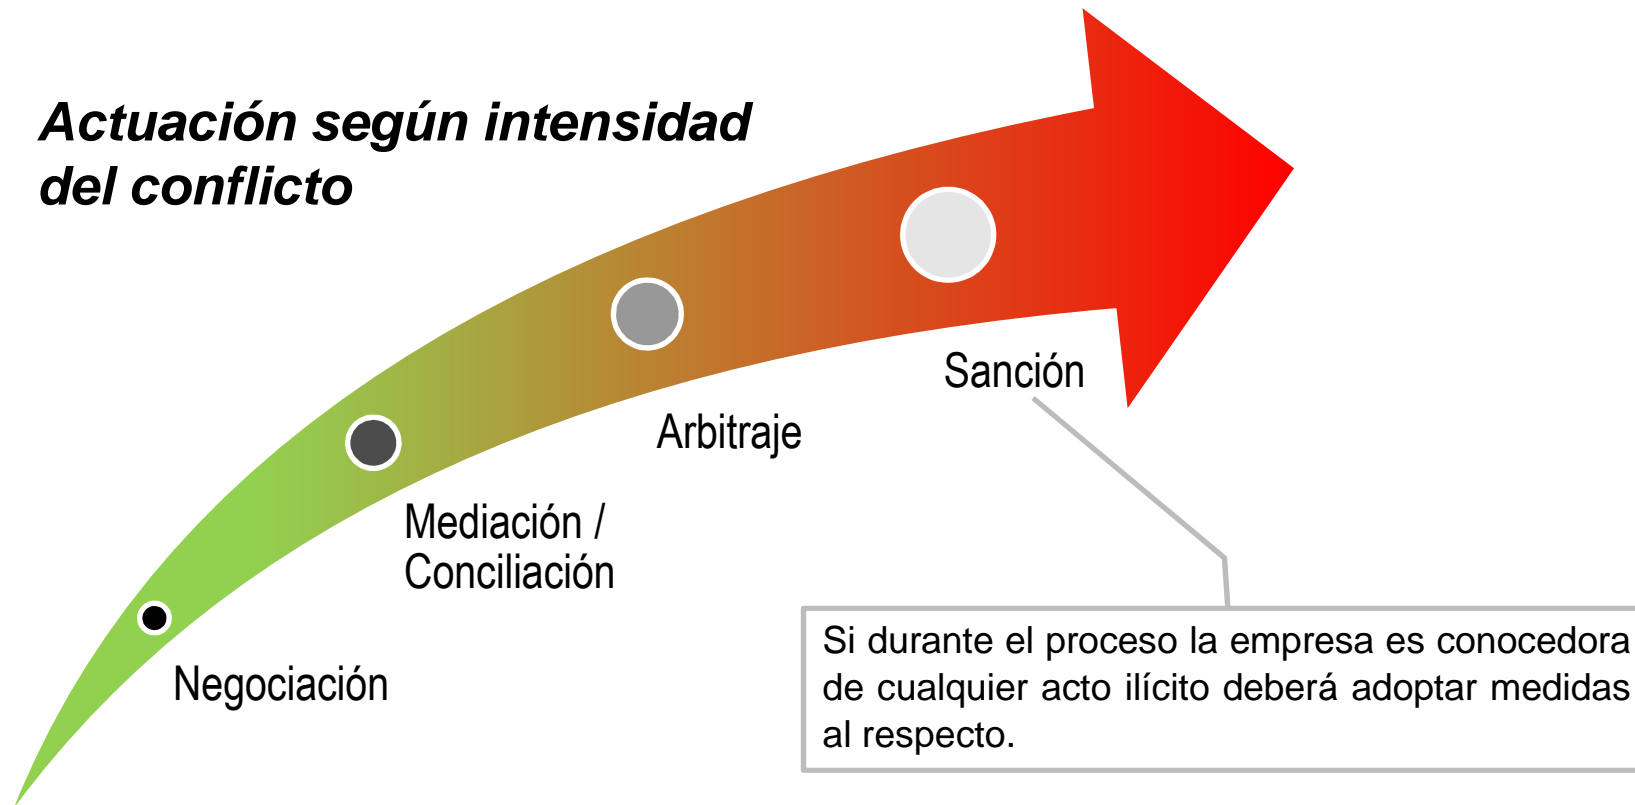 Actuación según intensidad
del conflicto
Sanción
Arbitraje
Mediación /
Conciliación
Negociación
Si durante el proceso la empresa es conocedora
de cualquier acto ilícito deberá adoptar medidas
al respecto.